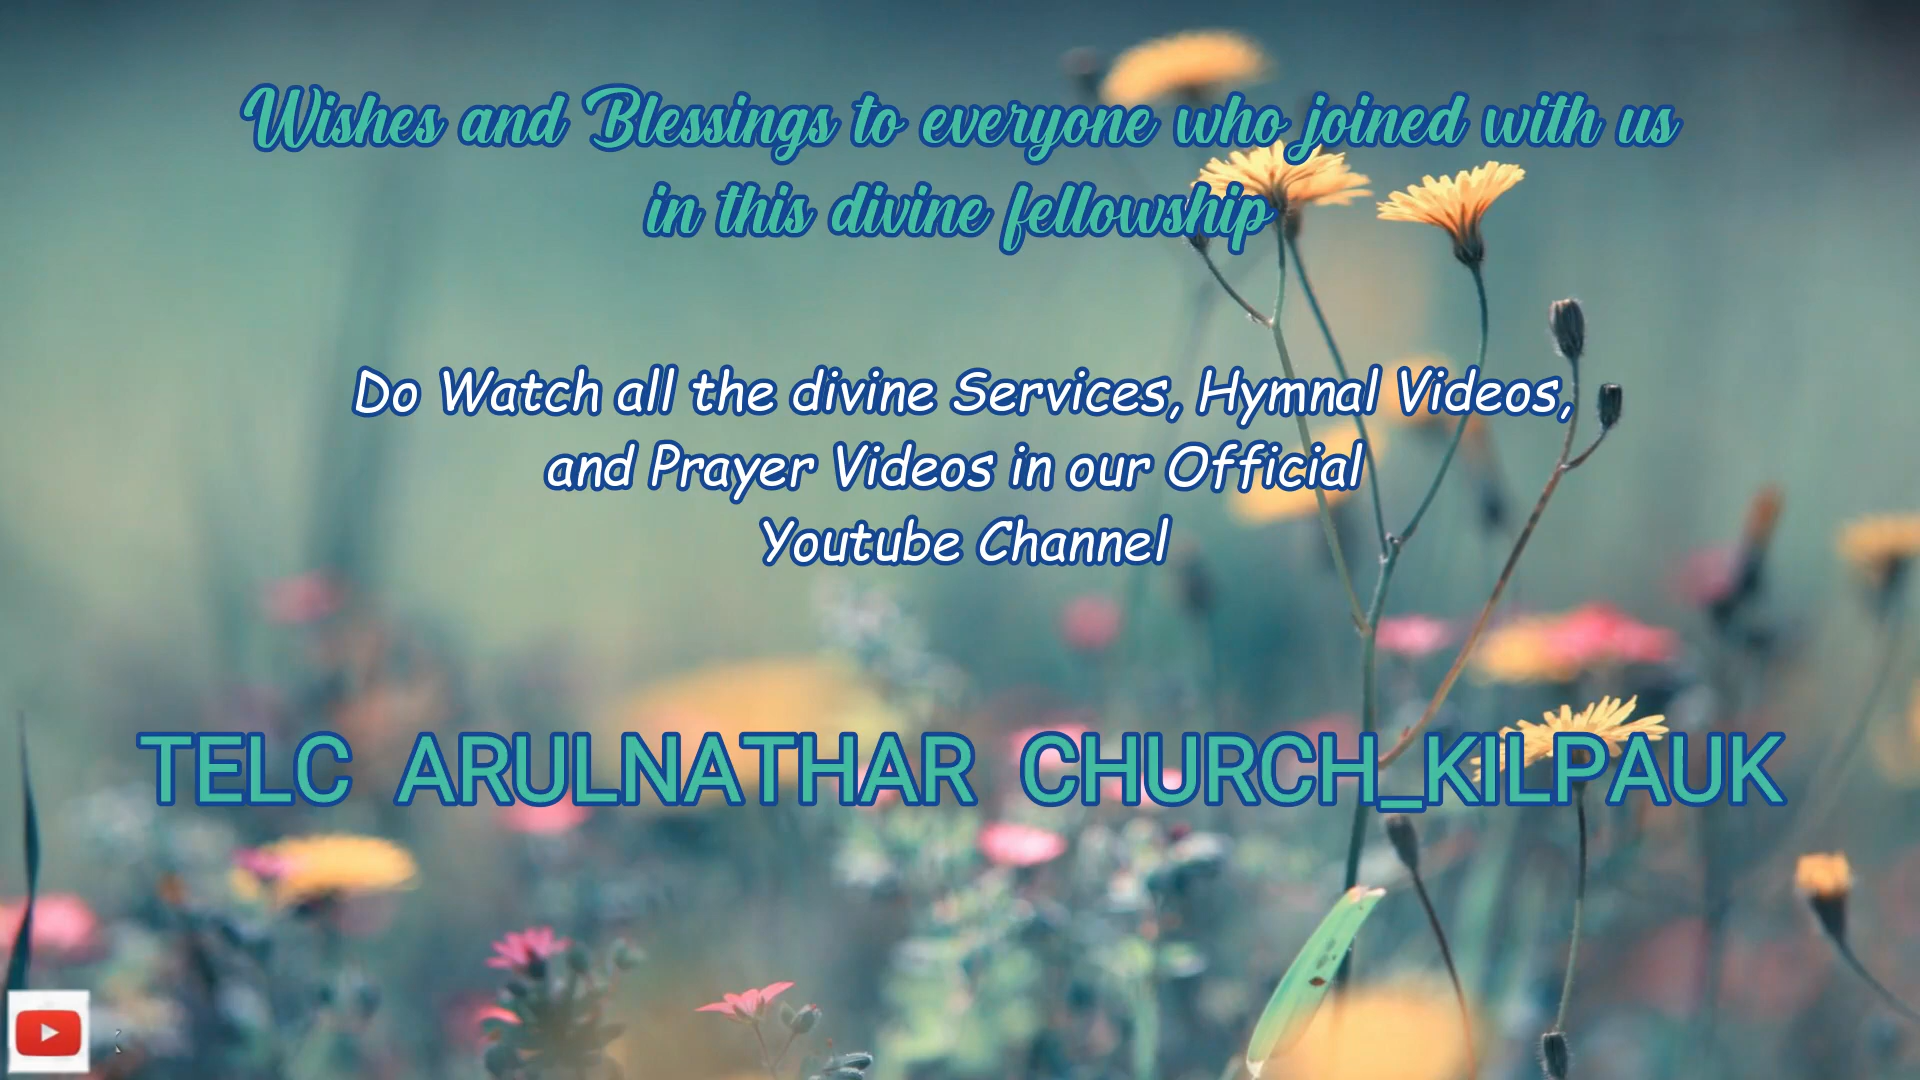 Wishes and Blessings to everyone who joined with us
in this divine fellowship
Do Watch all the divine Services, Hymnal Videos,
and Prayer Videos in our Official
Youtube Channel
TELC ARULNATHAR CHURCH_KILPAUK